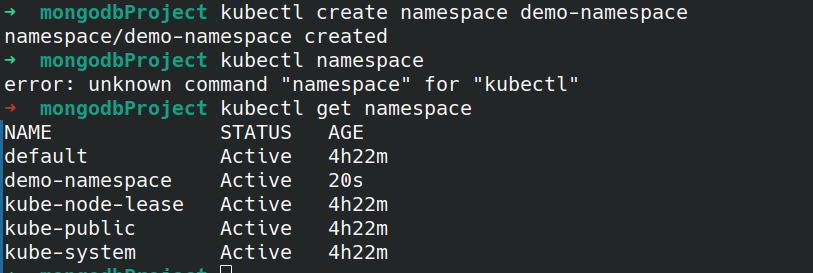 ➜ mongodbProject kubectl create namespace demo-namespace
namespace/demo-namespace created
➜ mongodbProject kubectl namespace
error: unknown command "namespace" for "kubectl"
➜ mongodbProject kubectl get namespace
NAME STATUS AGE
default Active 4h22m
demo-namespace Active 20s
kube-node-lease Active 4h22m
kube-public Active 4h22m
kube-system Active 4h22m
➜ mongodbProject